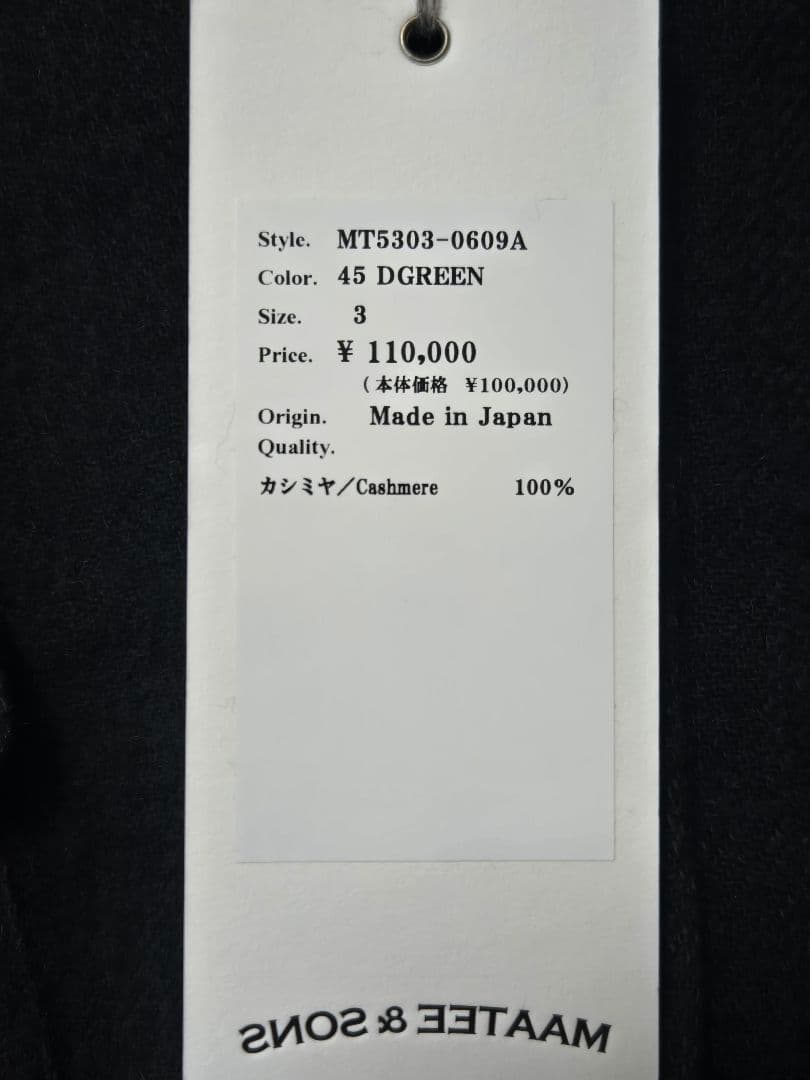 Style. MT5303-0609A
Color. 45 DGREEN
Size. 3
Price. ¥ 110,000
(本体価格 ¥100,000)
Origin. Made in Japan
Quality.
カシミヤ/Cashmere 100%
MAATEE & SONS